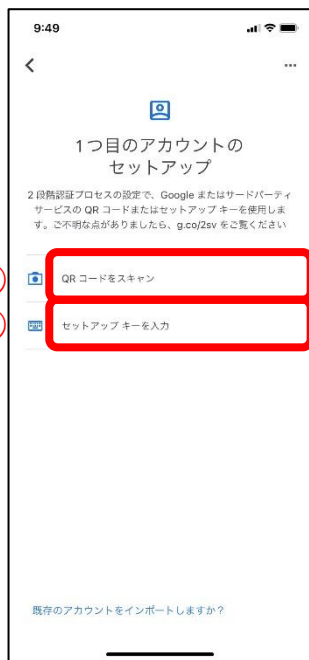 9:49
1つ目のアカウントの
セットアップ
2 段階認証プロセスの設定で、Google またはサードパーティ
サービスの QR コードまたはセットアップ キーを使用しま
す。ご不明な点がありましたら、g.co/2sv をご覧ください
QR コードをスキャン
セットアップ キーを入力
既存のアカウントをインポートしますか？